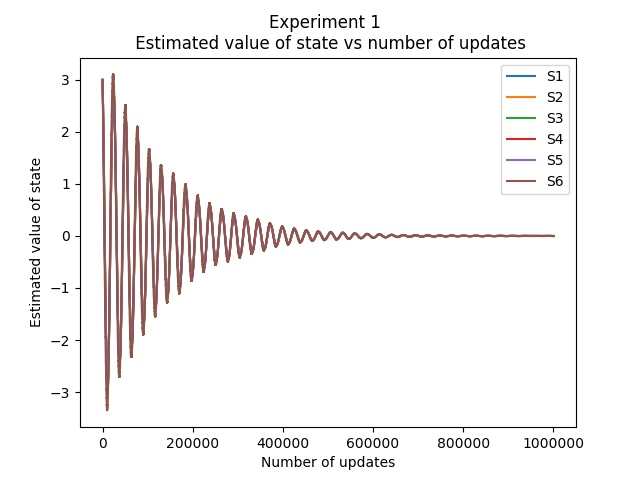 Experiment 1
Estimated value of state vs number of updates
S1
S2
S3
S4
S5
S6
Estimated value of state
3
2
1
0
−1
−2
−3
0 200000 400000 600000 800000 1000000
Number of updates